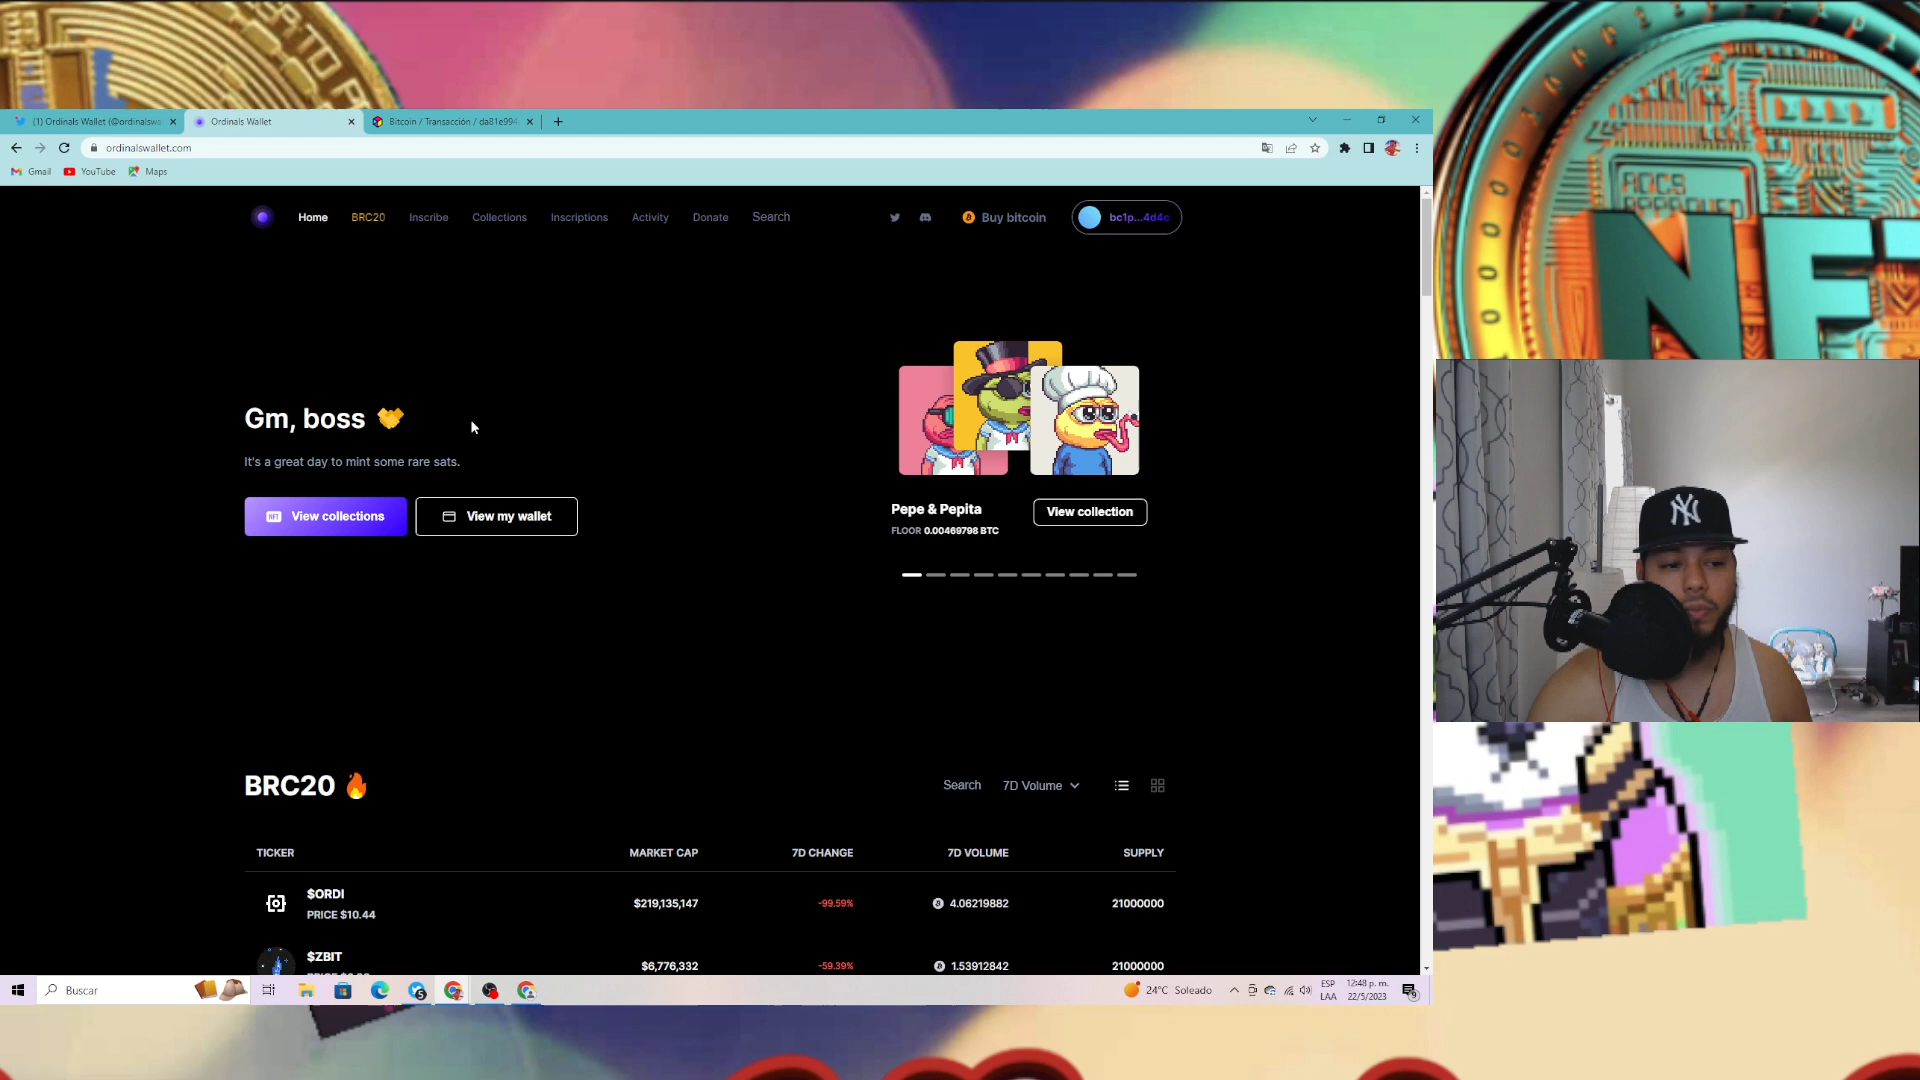 (1) Ordinals Wallet (@ordinalswa
Ordinals Wallet
Bitcoin / Transacción / da81e994
ordinalswallet.com
Gmail YouTube Maps
Home BRC20 Inscribe Collections Inscriptions Activity Donate Search Buy bitcoin bc1p...4d4c
Gm, boss
It's a great day to mint some rare sats.
View collections View my wallet
Pepe & Pepita
FLOOR 0.00469798 BTC
View collection
BRC20
Search 7D Volume
TICKER MARKET CAP 7D CHANGE 7D VOLUME SUPPLY
$ORDI
PRICE $10.44
$219,135,147 -99.59% 4.06219882 21000000
$ZBIT
$6,776,332 -59.39% 1.53912842 21000000
Buscar
24°C Soleado
ESP
LAA
12:48 p. m.
22/5/2023
NY